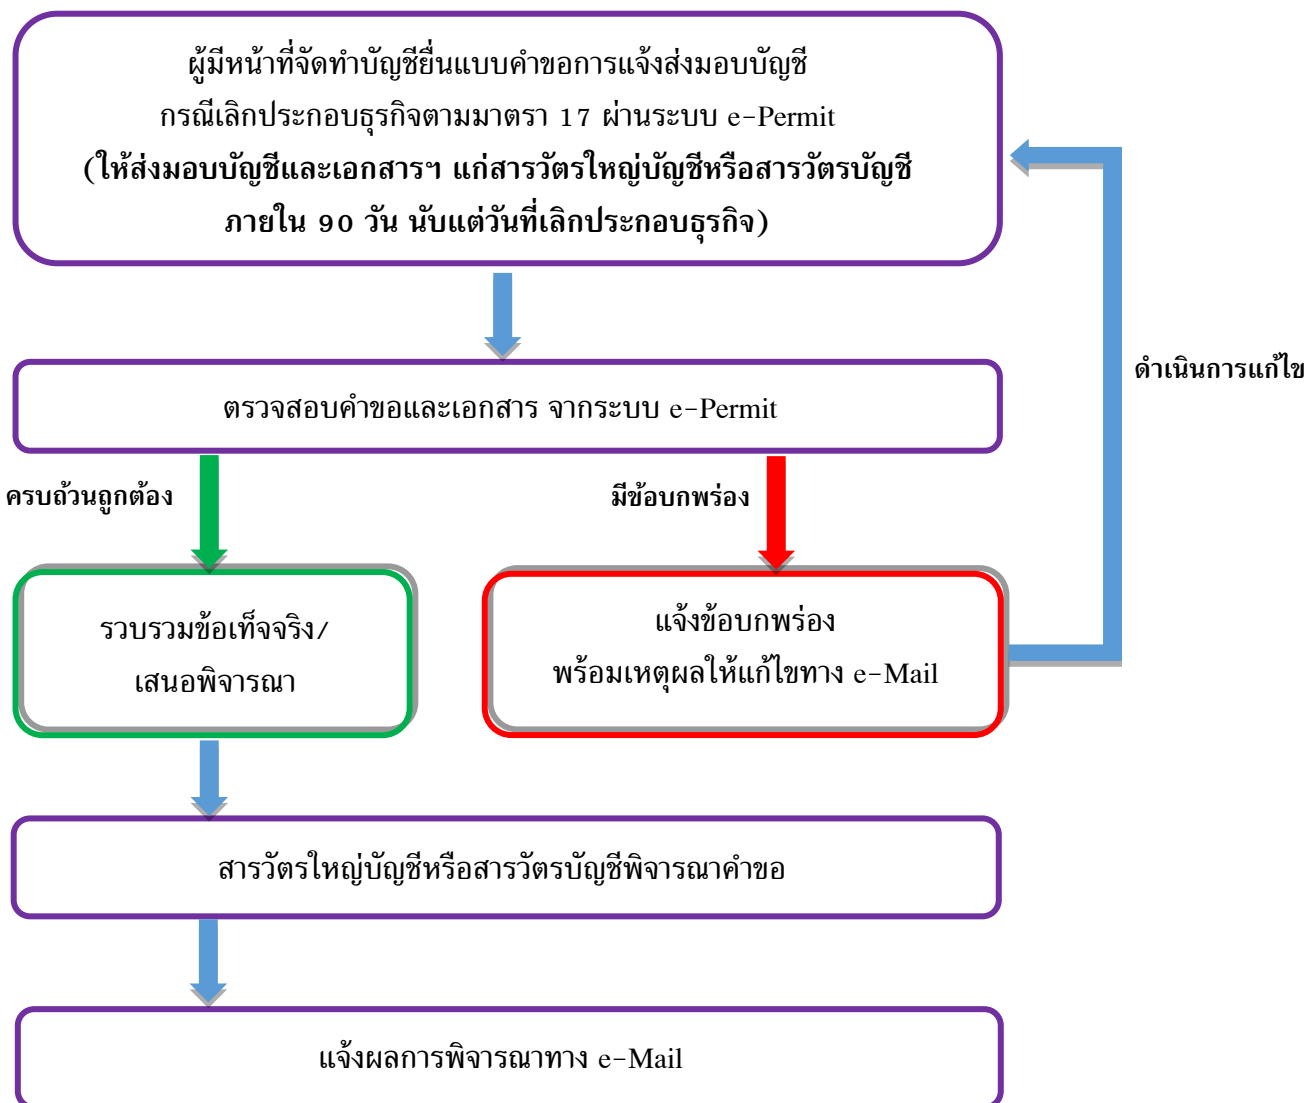 ผู้มีหน้าที่จัดทำบัญชียื่นแบบคำขอการแจ้งส่งมอบบัญชี
กรณีเลิกประกอบธุรกิจตามมาตรา 17 ผ่านระบบ e-Permit
(ให้ส่งมอบบัญชีและเอกสารฯ แก่สารวัตรใหญ่บัญชีหรือสารวัตรบัญชี
ภายใน 90 วัน นับแต่วันที่เลิกประกอบธุรกิจ)
ดำเนินการแก้ไข
ตรวจสอบคำขอและเอกสาร จากระบบ e-Permit
ครบถ้วนถูกต้อง
มีข้อบกพร่อง
รวบรวมข้อเท็จจริง/
เสนอพิจารณา
แจ้งข้อบกพร่อง
พร้อมเหตุผลให้แก้ไขทาง e-Mail
สารวัตรใหญ่บัญชีหรือสารวัตรบัญชีพิจารณาคำขอ
แจ้งผลการพิจารณาทาง e-Mail